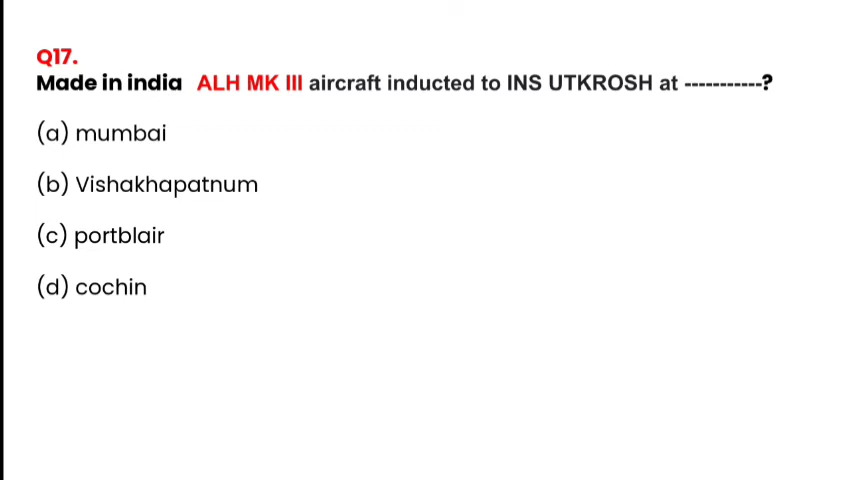 Q17.
Made in india ALH MK III aircraft inducted to INS UTKROSH at -----------?
(a) mumbai
(b) Vishakhapatnum
(c) portblair
(d) cochin